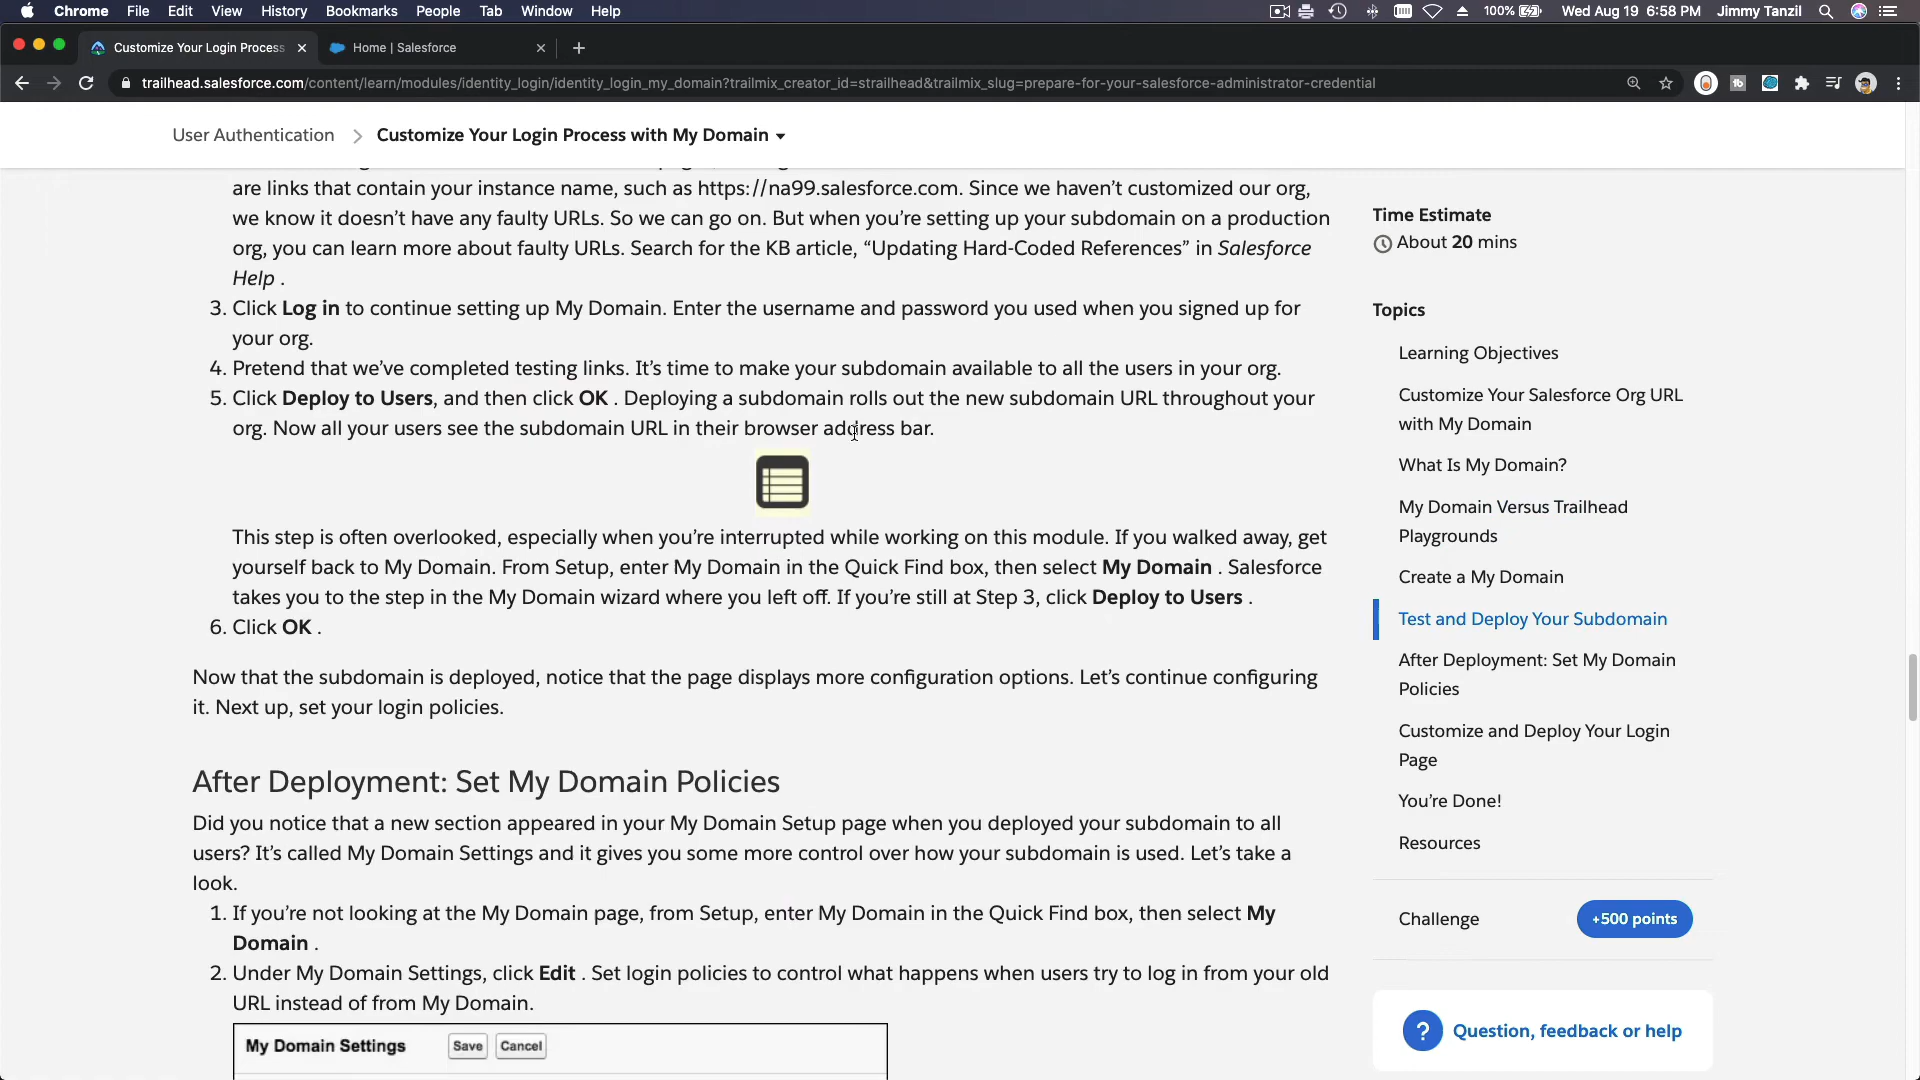 Chrome File Edit View History Bookmarks People Tab Window Help 100% Wed Aug 19 6:58 PM Jimmy Tanzil
Customize Your Login Process Home | Salesforce
trailhead.salesforce.com/content/learn/modules/identity_login/identity_login_my_domain?trailmix_creator_id=strailhead&trailmix_slug=prepare-for-your-salesforce-administrator-credential
User Authentication > Customize Your Login Process with My Domain
are links that contain your instance name, such as https://na99.salesforce.com. Since we haven’t customized our org,
we know it doesn’t have any faulty URLs. So we can go on. But when you’re setting up your subdomain on a production
org, you can learn more about faulty URLs. Search for the KB article, “Updating Hard-Coded References” in Salesforce
Help .
3. Click Log in to continue setting up My Domain. Enter the username and password you used when you signed up for
your org.
4. Pretend that we’ve completed testing links. It’s time to make your subdomain available to all the users in your org.
5. Click Deploy to Users, and then click OK . Deploying a subdomain rolls out the new subdomain URL throughout your
org. Now all your users see the subdomain URL in their browser address bar.
This step is often overlooked, especially when you’re interrupted while working on this module. If you walked away, get
yourself back to My Domain. From Setup, enter My Domain in the Quick Find box, then select My Domain . Salesforce
takes you to the step in the My Domain wizard where you left off. If you’re still at Step 3, click Deploy to Users .
6. Click OK .
Now that the subdomain is deployed, notice that the page displays more configuration options. Let’s continue configuring
it. Next up, set your login policies.
After Deployment: Set My Domain Policies
Did you notice that a new section appeared in your My Domain Setup page when you deployed your subdomain to all
users? It’s called My Domain Settings and it gives you some more control over how your subdomain is used. Let’s take a
look.
1. If you’re not looking at the My Domain page, from Setup, enter My Domain in the Quick Find box, then select My
Domain .
2. Under My Domain Settings, click Edit . Set login policies to control what happens when users try to log in from your old
URL instead of from My Domain.
My Domain Settings Save Cancel
Time Estimate
About 20 mins
Topics
Learning Objectives
Customize Your Salesforce Org URL
with My Domain
What Is My Domain?
My Domain Versus Trailhead
Playgrounds
Create a My Domain
Test and Deploy Your Subdomain
After Deployment: Set My Domain
Policies
Customize and Deploy Your Login
Page
You’re Done!
Resources
Challenge +500 points
? Question, feedback or help